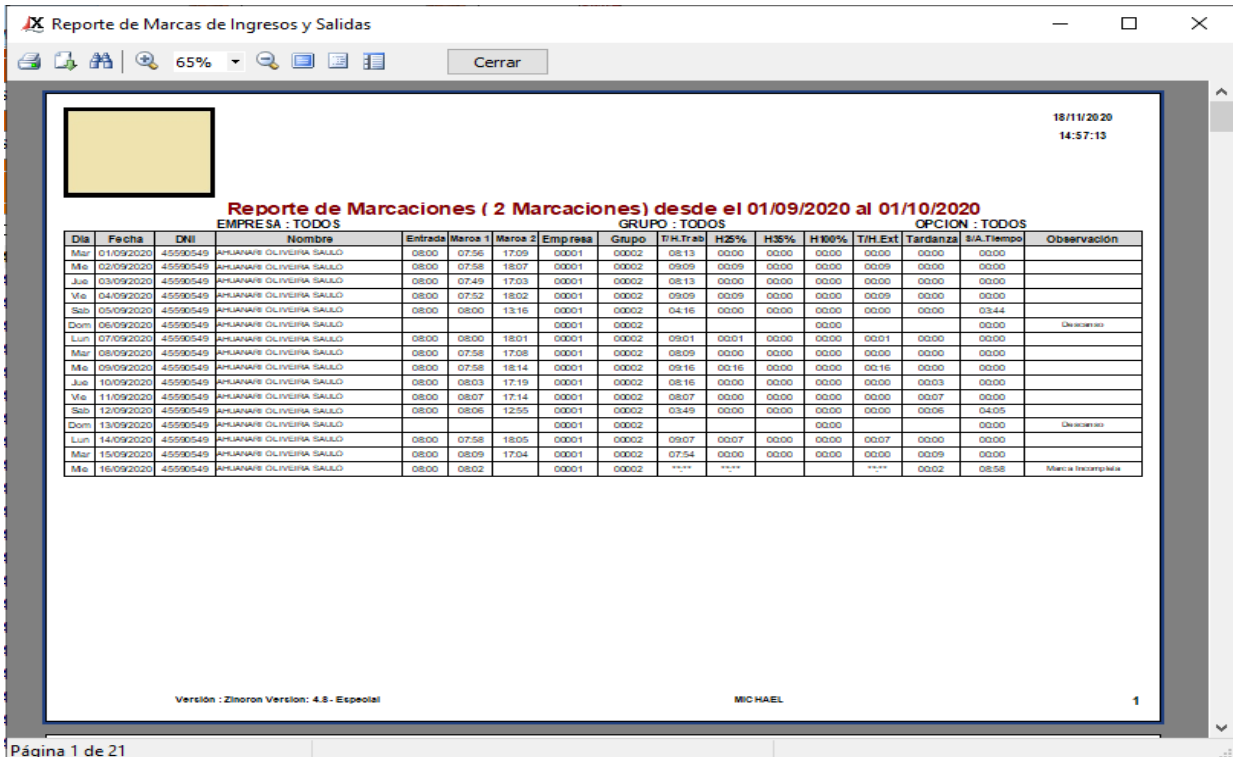 Reporte de Marcas de Ingresos y Salidas
65% Cerrar
18/11/2020
14:57:13
Reporte de Marcaciones ( 2 Marcaciones) desde el 01/09/2020 al 01/10/2020
EMPRESA : TODOS GRUPO : TODOS OPCION : TODOS
Dia Fecha DNI Nombre Entrada Marca 1 Marca 2 Empresa Grupo T/H.Trab H25% H35% H100% T/H.Ext Tardanza S/A.Tiempo Observación
Mar 01/09/2020 45590549 AHUANARI OLIVEIRA SAULO 08:00 07:56 17:09 00001 00002 08:13 00:00 00:00 00:00 00:00 00:00 00:00
Mie 02/09/2020 45590549 AHUANARI OLIVEIRA SAULO 08:00 07:58 18:07 00001 00002 09:09 00:09 00:00 00:00 00:09 00:00 00:00
Jue 03/09/2020 45590549 AHUANARI OLIVEIRA SAULO 08:00 07:49 17:03 00001 00002 08:13 00:00 00:00 00:00 00:00 00:00 00:00
Vie 04/09/2020 45590549 AHUANARI OLIVEIRA SAULO 08:00 07:52 18:02 00001 00002 09:09 00:09 00:00 00:00 00:09 00:00 00:00
Sab 05/09/2020 45590549 AHUANARI OLIVEIRA SAULO 08:00 08:00 13:16 00001 00002 04:16 00:00 00:00 00:00 00:00 00:00 03:44
Dom 06/09/2020 45590549 AHUANARI OLIVEIRA SAULO 00001 00002 00:00 00:00 Descanso
Lun 07/09/2020 45590549 AHUANARI OLIVEIRA SAULO 08:00 08:00 18:01 00001 00002 09:01 00:01 00:00 00:00 00:01 00:00 00:00
Mar 08/09/2020 45590549 AHUANARI OLIVEIRA SAULO 08:00 07:58 17:08 00001 00002 08:09 00:00 00:00 00:00 00:00 00:00 00:00
Mie 09/09/2020 45590549 AHUANARI OLIVEIRA SAULO 08:00 07:58 18:14 00001 00002 09:16 00:16 00:00 00:00 00:16 00:00 00:00
Jue 10/09/2020 45590549 AHUANARI OLIVEIRA SAULO 08:00 08:03 17:19 00001 00002 08:16 00:00 00:00 00:00 00:00 00:03 00:00
Vie 11/09/2020 45590549 AHUANARI OLIVEIRA SAULO 08:00 08:07 17:14 00001 00002 08:07 00:00 00:00 00:00 00:00 00:07 00:00
Sab 12/09/2020 45590549 AHUANARI OLIVEIRA SAULO 08:00 08:06 12:55 00001 00002 03:49 00:00 00:00 00:00 00:00 00:06 04:05
Dom 13/09/2020 45590549 AHUANARI OLIVEIRA SAULO 00001 00002 00:00 00:00 Descanso
Lun 14/09/2020 45590549 AHUANARI OLIVEIRA SAULO 08:00 07:58 18:05 00001 00002 09:07 00:07 00:00 00:00 00:07 00:00 00:00
Mar 15/09/2020 45590549 AHUANARI OLIVEIRA SAULO 08:00 08:09 17:04 00001 00002 07:54 00:00 00:00 00:00 00:00 00:09 00:00
Mie 16/09/2020 45590549 AHUANARI OLIVEIRA SAULO 08:00 08:02 00001 00002 **:** **:** **:** 00:02 08:58 Marca Incompleta
Versión : Zinoron Version: 4.8 - Especial MICHAEL 1
Página 1 de 21